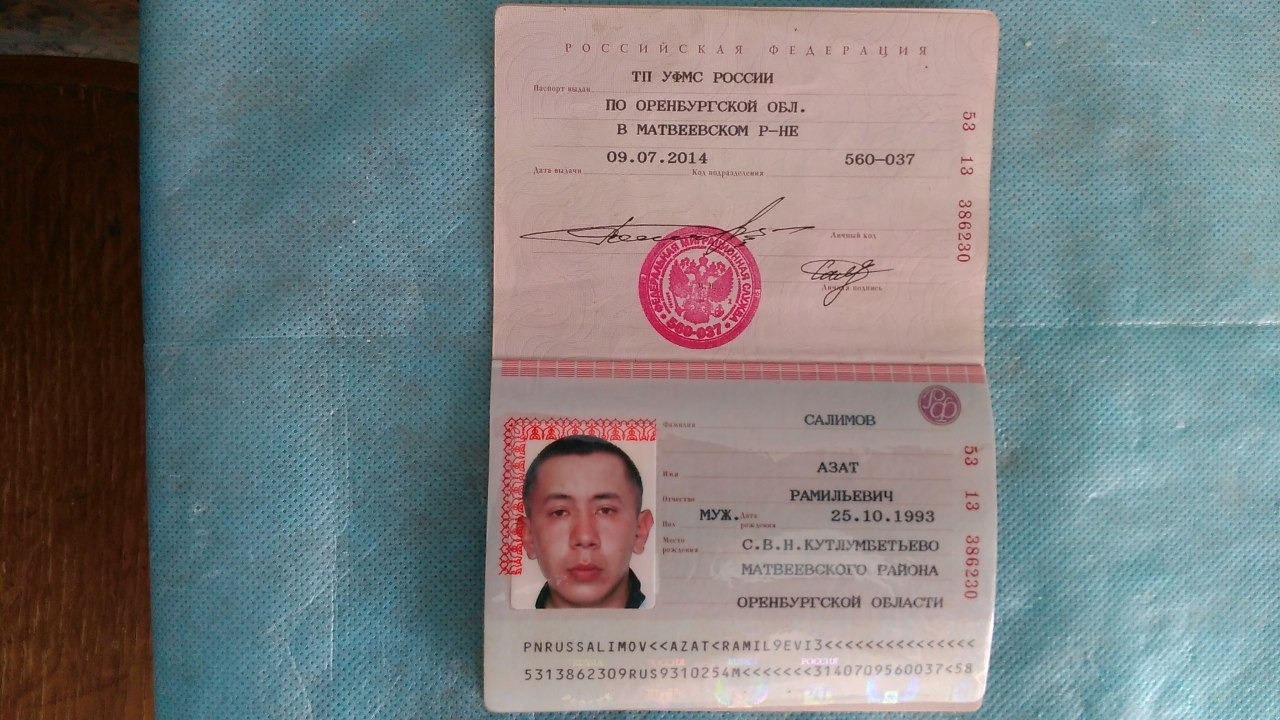 РОССИЙСКАЯ ФЕДЕРАЦИЯ
Паспорт выдан ТП УФМС РОССИИ
ПО ОРЕНБУРГСКОЙ ОБЛ.
В МАТВЕЕВСКОМ Р-НЕ
Дата выдачи 09.07.2014 Код подразделения 560-037
53 13 386230
Личный код
Личная подпись
ФЕДЕРАЛЬНАЯ МИГРАЦИОННАЯ СЛУЖБА
560-037
РФ
Фамилия САЛИМОВ
Имя АЗАТ
Отчество РАМИЛЬЕВИЧ
Пол МУЖ. Дата рождения 25.10.1993
Место рождения С.В.Н.КУТЛУМБЕТЬЕВО
МАТВЕЕВСКОГО РАЙОНА
ОРЕНБУРГСКОЙ ОБЛАСТИ
53 13 386230
PNRUSSALIMOV<<AZAT<RAMIL9EVI3<<<<<<<<<<<<<<<
5313862309RUS9310254M<<<<<<<3140709560037<58
РОССИЯ